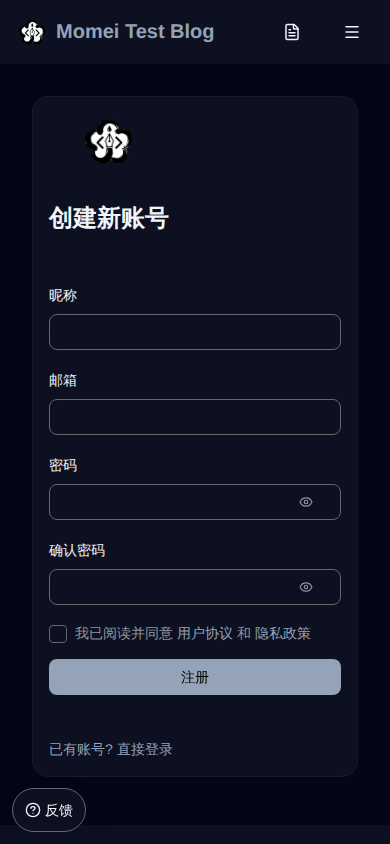 Momei Test Blog
创建新账号
昵称
邮箱
密码
确认密码
我已阅读并同意 用户协议 和 隐私政策
注册
已有账号? 直接登录
反馈